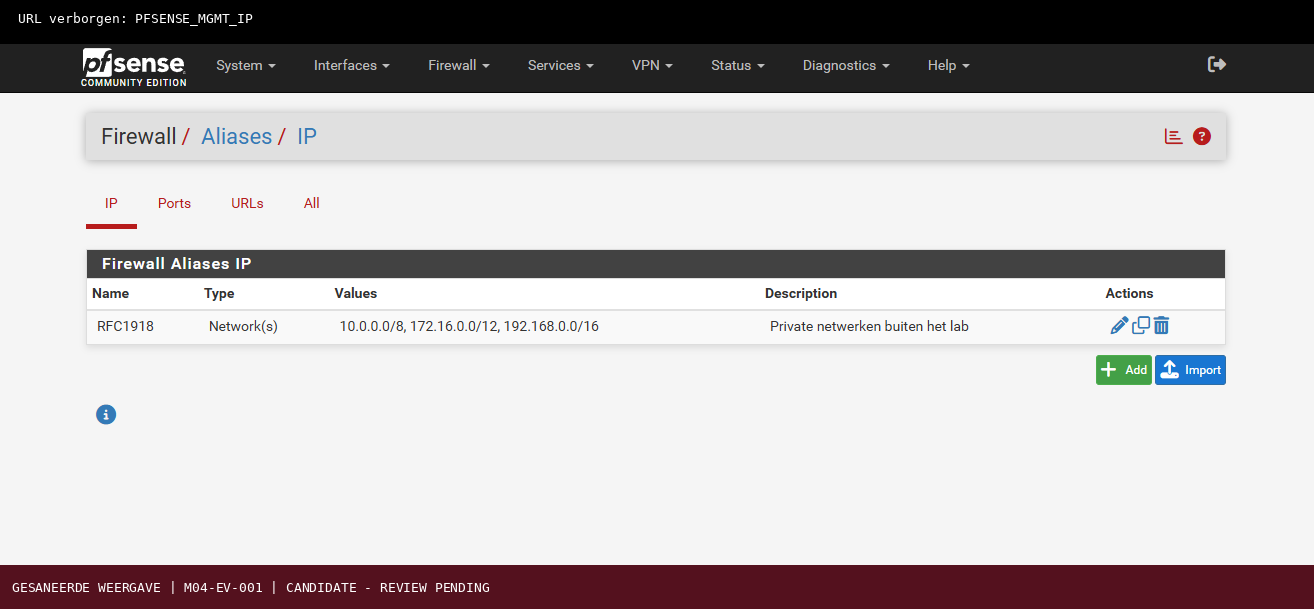 URL verborgen: PFSENSE_MGMT_IP
pfsense COMMUNITY EDITION System Interfaces Firewall Services VPN Status Diagnostics Help
Firewall / Aliases / IP
IP Ports URLs All
Firewall Aliases IP
Name Type Values Description Actions
RFC1918 Network(s) 10.0.0.0/8, 172.16.0.0/12, 192.168.0.0/16 Private netwerken buiten het lab
Add Import
GESANEERDE WEERGAVE | M04-EV-001 | CANDIDATE - REVIEW PENDING